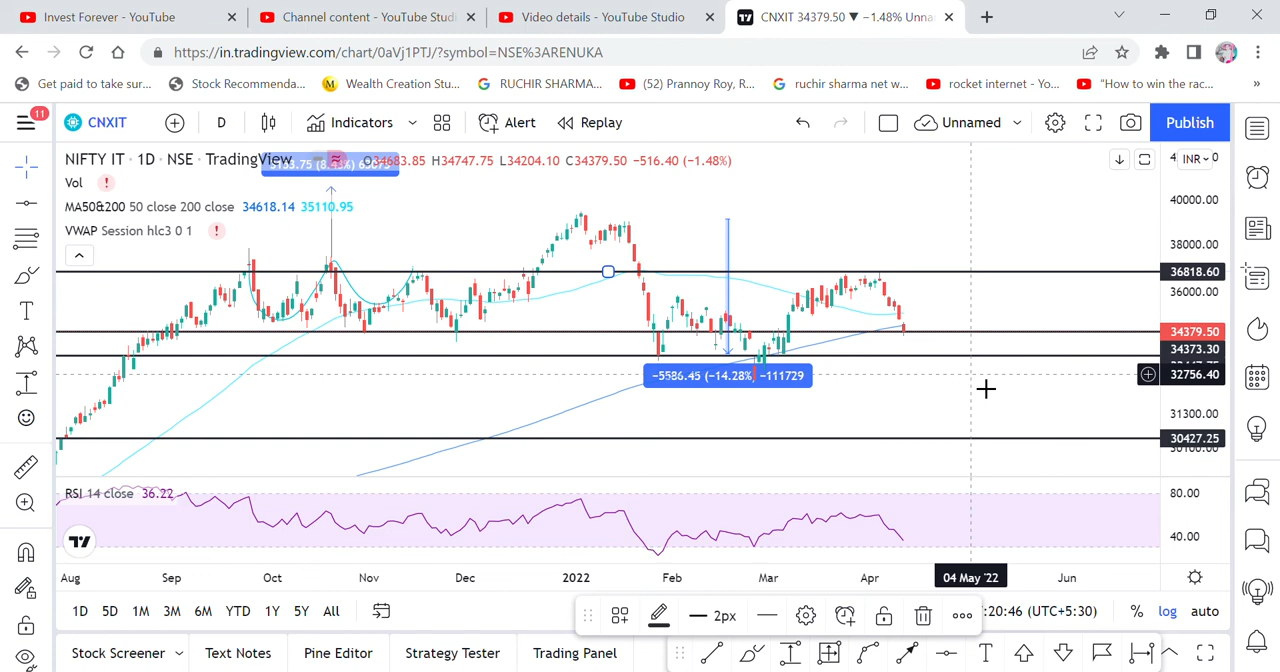 Invest Forever - YouTube
Channel content - YouTube Studi
Video details - YouTube Studio
CNXIT 34379.50 ▼ −1.48% Unna
https://in.tradingview.com/chart/0aVj1PTJ/?symbol=NSE%3ARENUKA
Get paid to take sur...
Stock Recommenda...
Wealth Creation Stu...
RUCHIR SHARMA...
(52) Prannoy Roy, R...
ruchir sharma net w...
rocket internet - Yo...
"How to win the rac...
»
11
CNXIT
D
Indicators
Alert
Replay
Unnamed
Publish
NIFTY IT · 1D · NSE · TradingView
O34683.85 H34747.75 L34204.10 C34379.50 −516.40 (−1.48%)
INR
Vol
MA50&200 50 close 200 close 34618.14 35110.95
VWAP Session hlc3 0 1
40000.00
38000.00
36818.60
36000.00
34379.50
34373.30
32756.40
31300.00
30427.25
−5586.45 (−14.28%) −111729
RSI 14 close 36.22
80.00
40.00
Aug Sep Oct Nov Dec 2022 Feb Mar Apr 04 May '22 Jun
1D 5D 1M 3M 6M YTD 1Y 5Y All
2px
:20:46 (UTC+5:30)
% log auto
Stock Screener
Text Notes
Pine Editor
Strategy Tester
Trading Panel